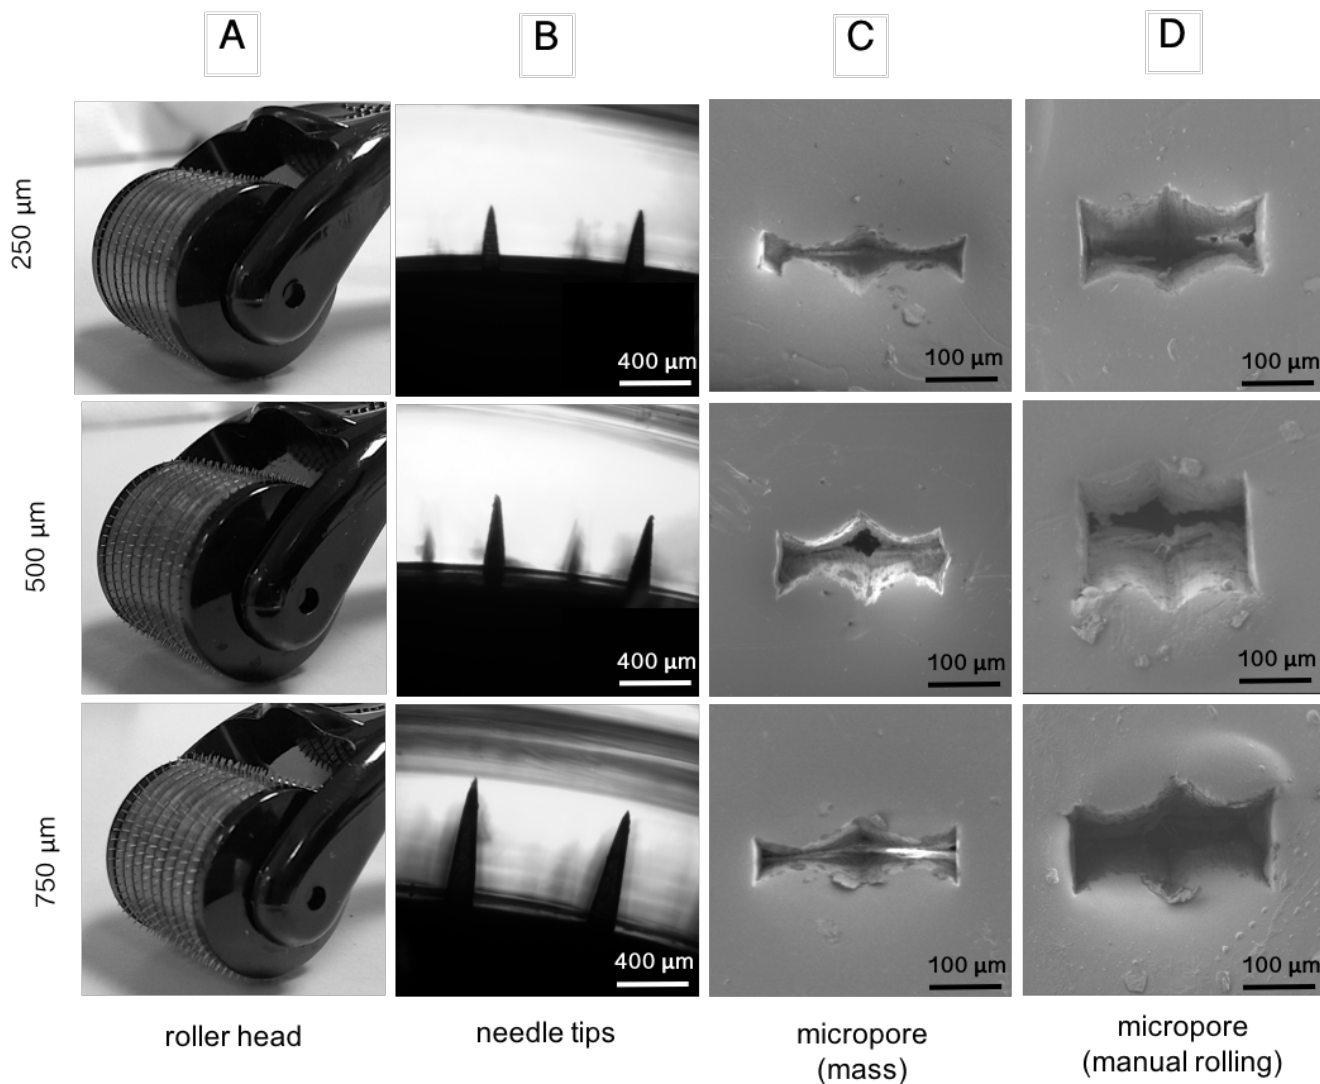 A
B
C
D
250 μm
400 μm
100 μm
100 μm
500 μm
400 μm
100 μm
100 μm
750 μm
400 μm
100 μm
100 μm
roller head
needle tips
micropore
(mass)
micropore
(manual rolling)